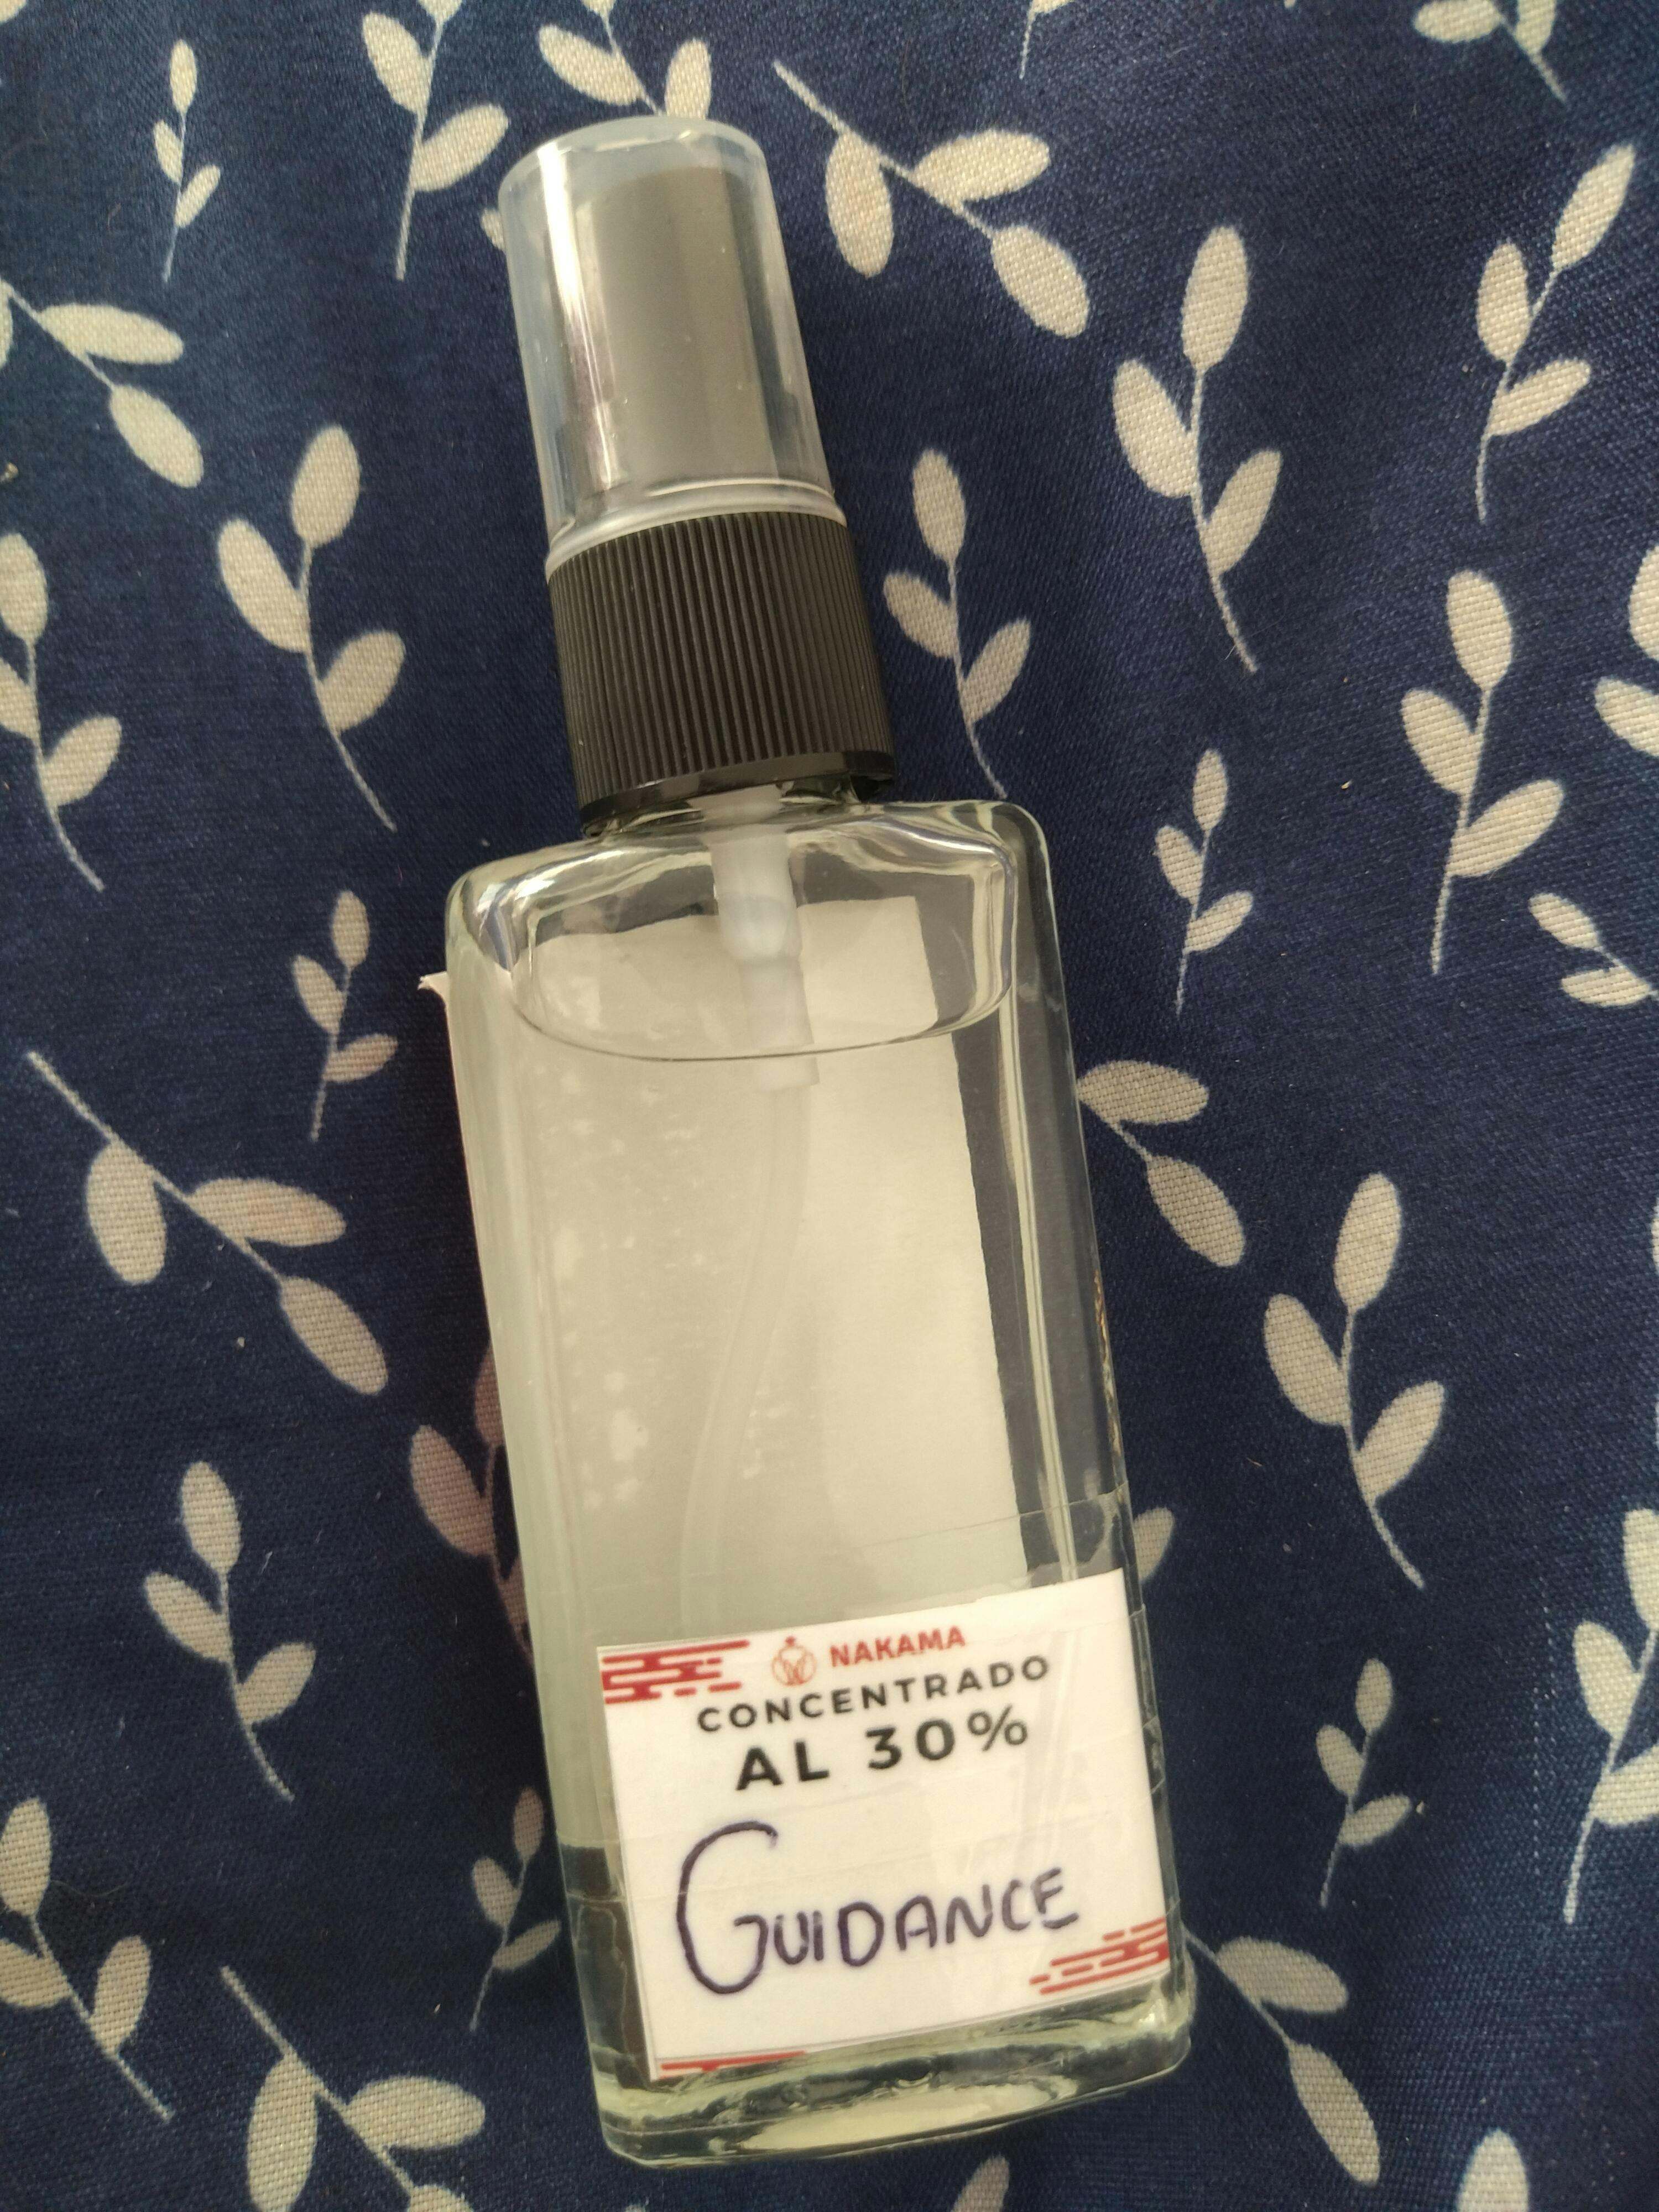 NAKAMA
CONCENTRADO
AL 30%
GUIDANCE